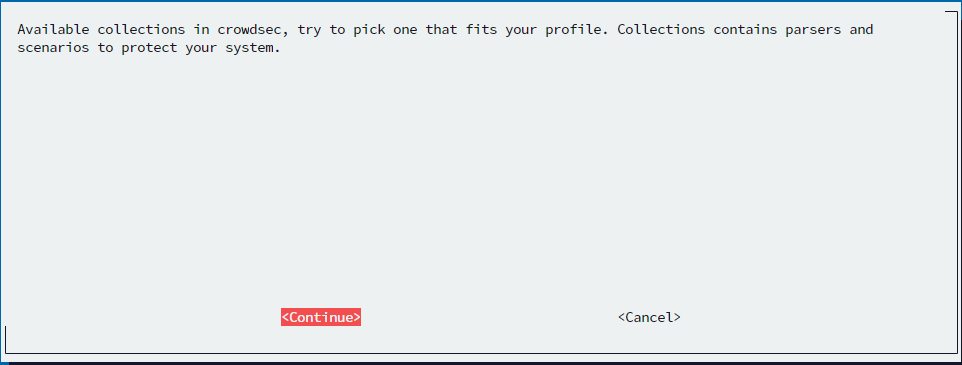 Available collections in crowdsec, try to pick one that fits your profile. Collections contains parsers and
scenarios to protect your system.
<Continue>
<Cancel>